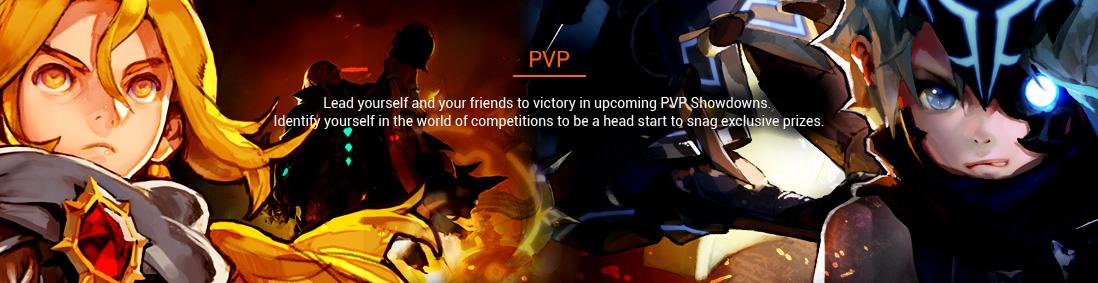 PVP
Lead yourself and your friends to victory in upcoming PVP Showdowns.
Identify yourself in the world of competitions to be a head start to snag exclusive prizes.